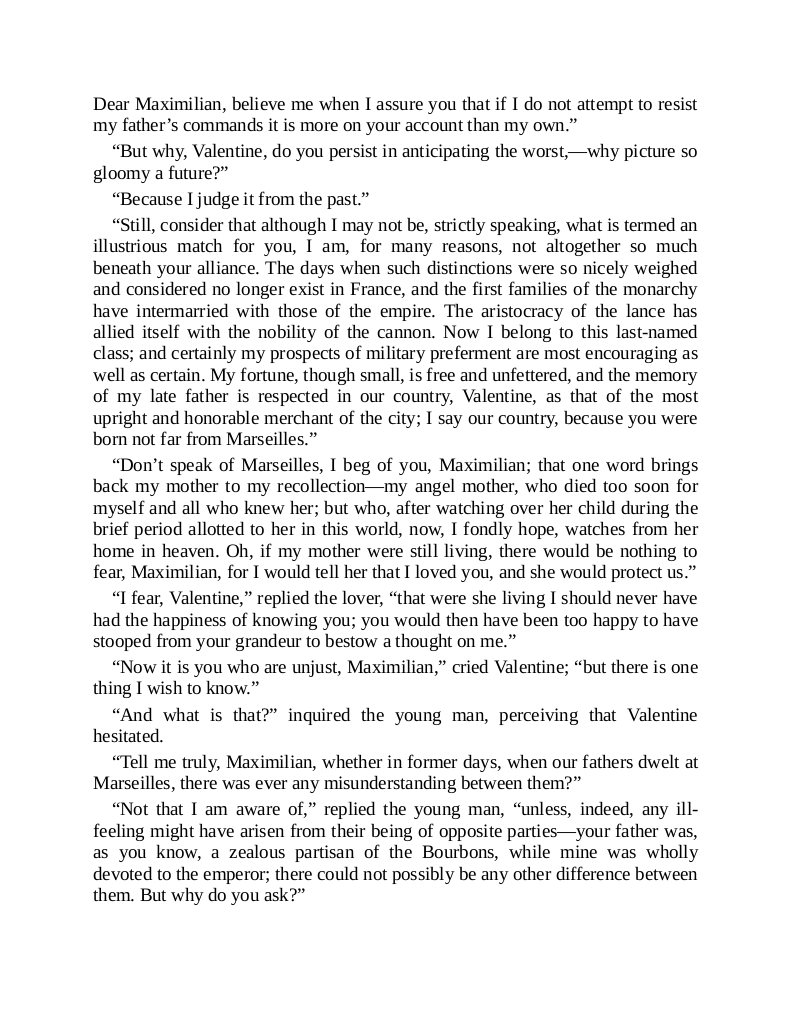 Dear Maximilian, believe me when I assure you that if I do not attempt to resist
my father’s commands it is more on your account than my own.”
“But why, Valentine, do you persist in anticipating the worst,—why picture so
gloomy a future?”
“Because I judge it from the past.”
“Still, consider that although I may not be, strictly speaking, what is termed an
illustrious match for you, I am, for many reasons, not altogether so much
beneath your alliance. The days when such distinctions were so nicely weighed
and considered no longer exist in France, and the first families of the monarchy
have intermarried with those of the empire. The aristocracy of the lance has
allied itself with the nobility of the cannon. Now I belong to this last-named
class; and certainly my prospects of military preferment are most encouraging as
well as certain. My fortune, though small, is free and unfettered, and the memory
of my late father is respected in our country, Valentine, as that of the most
upright and honorable merchant of the city; I say our country, because you were
born not far from Marseilles.”
“Don’t speak of Marseilles, I beg of you, Maximilian; that one word brings
back my mother to my recollection—my angel mother, who died too soon for
myself and all who knew her; but who, after watching over her child during the
brief period allotted to her in this world, now, I fondly hope, watches from her
home in heaven. Oh, if my mother were still living, there would be nothing to
fear, Maximilian, for I would tell her that I loved you, and she would protect us.”
“I fear, Valentine,” replied the lover, “that were she living I should never have
had the happiness of knowing you; you would then have been too happy to have
stooped from your grandeur to bestow a thought on me.”
“Now it is you who are unjust, Maximilian,” cried Valentine; “but there is one
thing I wish to know.”
“And what is that?” inquired the young man, perceiving that Valentine
hesitated.
“Tell me truly, Maximilian, whether in former days, when our fathers dwelt at
Marseilles, there was ever any misunderstanding between them?”
“Not that I am aware of,” replied the young man, “unless, indeed, any ill-
feeling might have arisen from their being of opposite parties—your father was,
as you know, a zealous partisan of the Bourbons, while mine was wholly
devoted to the emperor; there could not possibly be any other difference between
them. But why do you ask?”